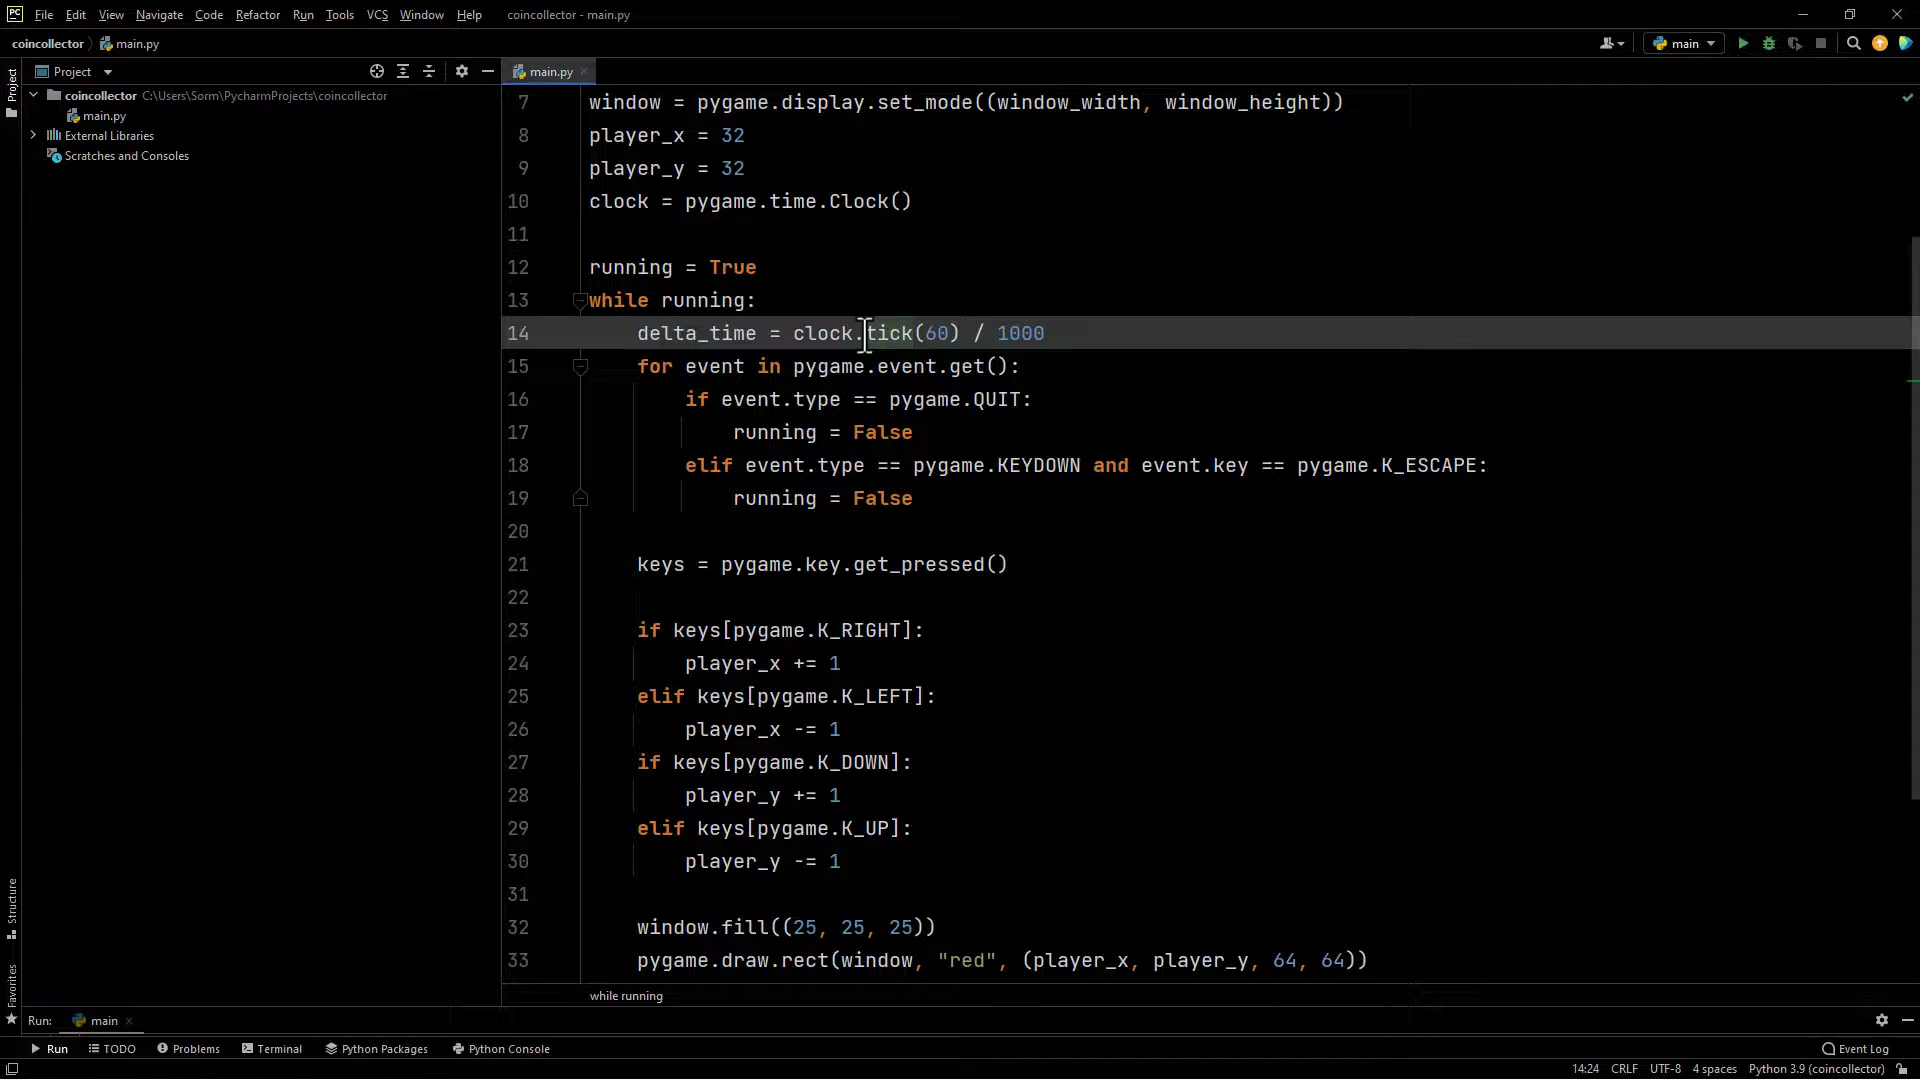 PC File Edit View Navigate Code Refactor Run Tools VCS Window Help coincollector - main.py
coincollector main.py main
Project main.py
Project
coincollector C:\Users\Sorm\PycharmProjects\coincollector
main.py
External Libraries
Scratches and Consoles
7 window = pygame.display.set_mode((window_width, window_height))
8 player_x = 32
9 player_y = 32
10 clock = pygame.time.Clock()
11
12 running = True
13 while running:
14 delta_time = clock.tick(60) / 1000
15 for event in pygame.event.get():
16 if event.type == pygame.QUIT:
17 running = False
18 elif event.type == pygame.KEYDOWN and event.key == pygame.K_ESCAPE:
19 running = False
20
21 keys = pygame.key.get_pressed()
22
23 if keys[pygame.K_RIGHT]:
24 player_x += 1
25 elif keys[pygame.K_LEFT]:
26 player_x -= 1
27 if keys[pygame.K_DOWN]:
28 player_y += 1
29 elif keys[pygame.K_UP]:
30 player_y -= 1
31
32 window.fill((25, 25, 25))
33 pygame.draw.rect(window, "red", (player_x, player_y, 64, 64))
while running
Structure
Favorites
Run: main
Run TODO Problems Terminal Python Packages Python Console Event Log
14:24 CRLF UTF-8 4 spaces Python 3.9 (coincollector)